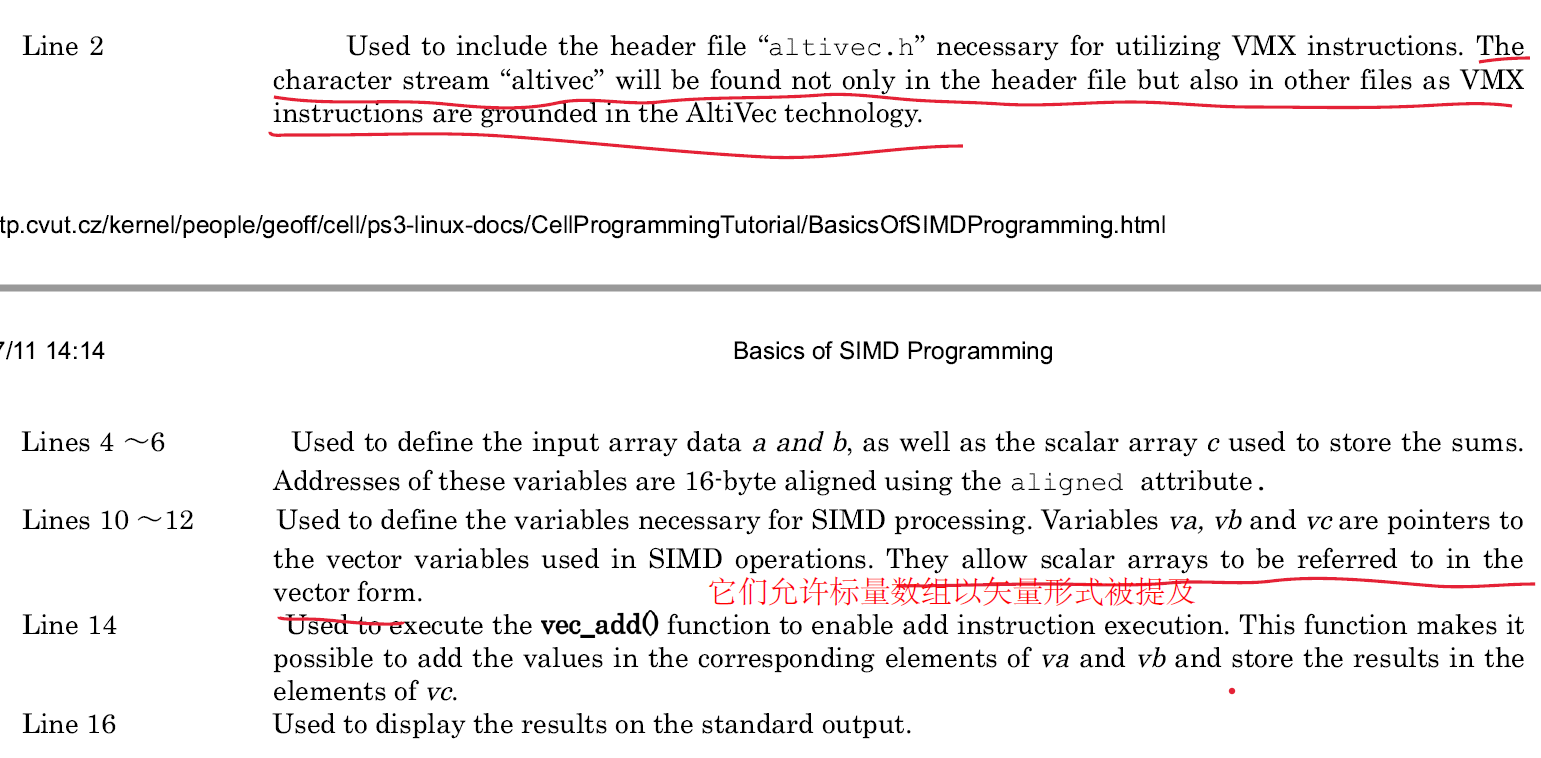 Line 2 Used to include the header file “altivec.h” necessary for utilizing VMX instructions. The
character stream “altivec” will be found not only in the header file but also in other files as VMX
instructions are grounded in the AltiVec technology.
tp.cvut.cz/kernel/people/geoff/cell/ps3-linux-docs/CellProgrammingTutorial/BasicsOfSIMDProgramming.html
7/11 14:14 Basics of SIMD Programming
Lines 4 ~6 Used to define the input array data a and b, as well as the scalar array c used to store the sums.
Addresses of these variables are 16-byte aligned using the aligned attribute.
Lines 10 ~12 Used to define the variables necessary for SIMD processing. Variables va, vb and vc are pointers to
the vector variables used in SIMD operations. They allow scalar arrays to be referred to in the
vector form. 它们允许标量数组以矢量形式被提及
Line 14 Used to execute the vec_add() function to enable add instruction execution. This function makes it
possible to add the values in the corresponding elements of va and vb and store the results in the
elements of vc.
Line 16 Used to display the results on the standard output.